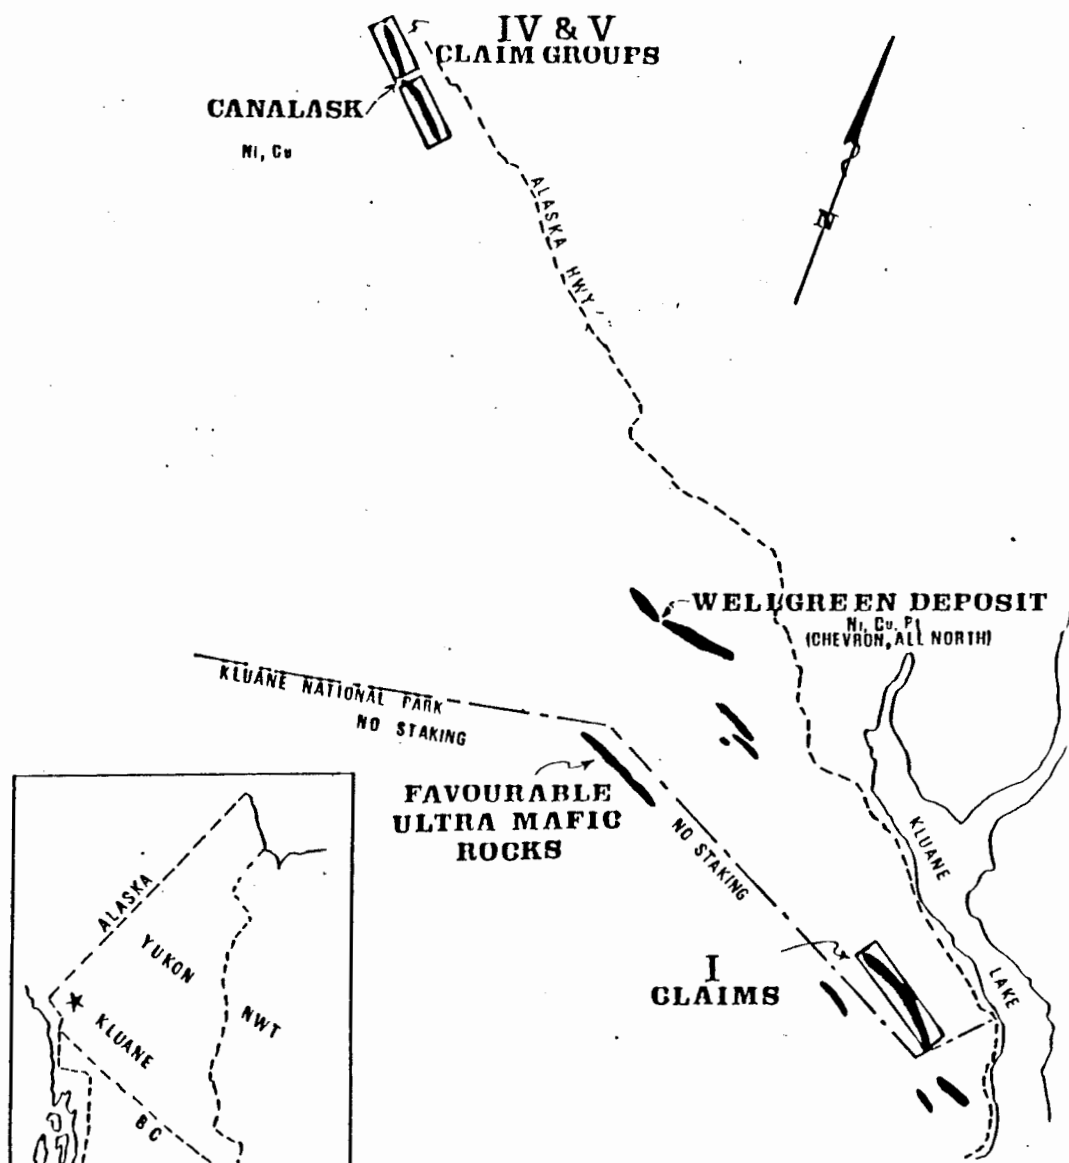 IV & V
CLAIM GROUPS
CANALASK
Ni, Cu
ALASKA HWY
N
WELLGREEN DEPOSIT
Ni, Cu, Pt
(CHEVRON, ALL NORTH)
KLUANE NATIONAL PARK
NO STAKING
FAVOURABLE
ULTRA MAFIC
ROCKS
NO STAKING
KLUANE
LAKE
I
CLAIMS
ALASKA
YUKON
NWT
KLUANE
BC